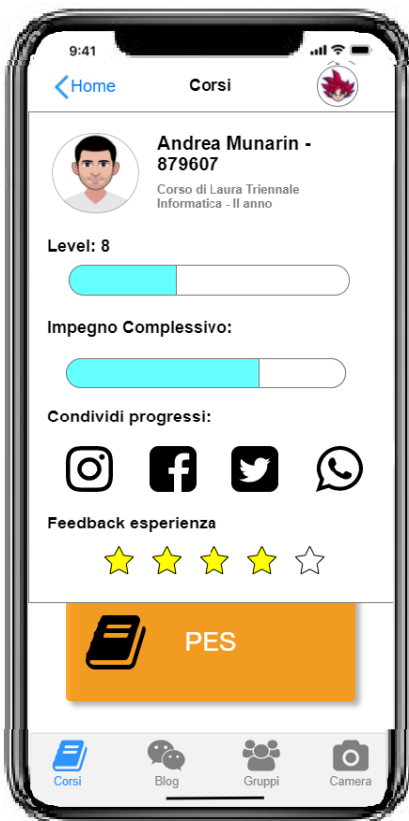 9:41
Home
Corsi
Andrea Munarin -
879607
Corso di Laura Triennale
Informatica - II anno
Level: 8
Impegno Complessivo:
Condividi progressi:
Feedback esperienza
PES
Corsi
Blog
Gruppi
Camera